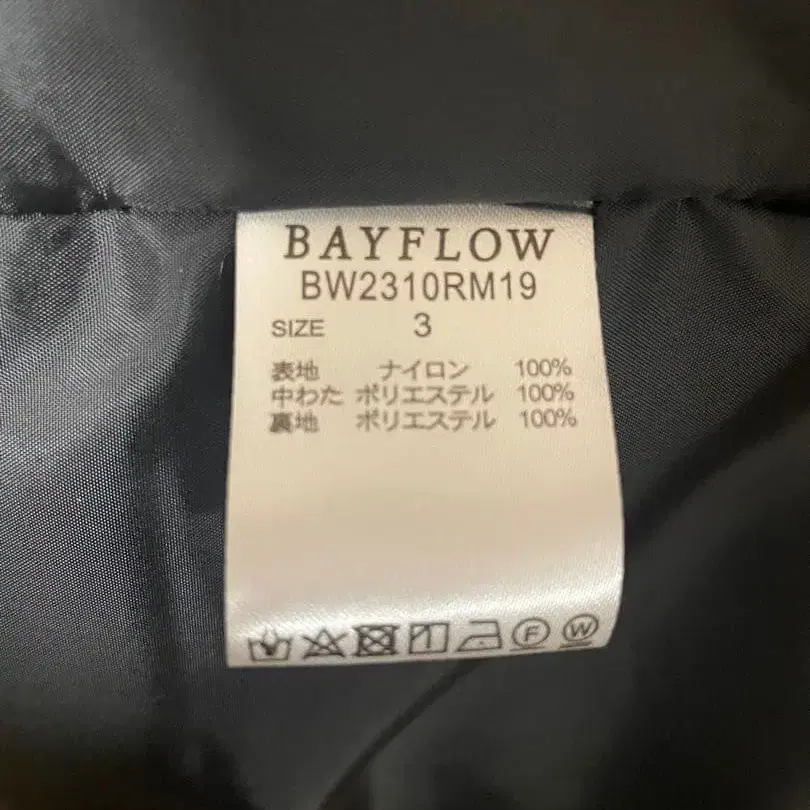 BAYFLOW
BW2310RM19
SIZE 3
表地 ナイロン 100%
中わた ポリエステル 100%
裏地 ポリエステル 100%
F W